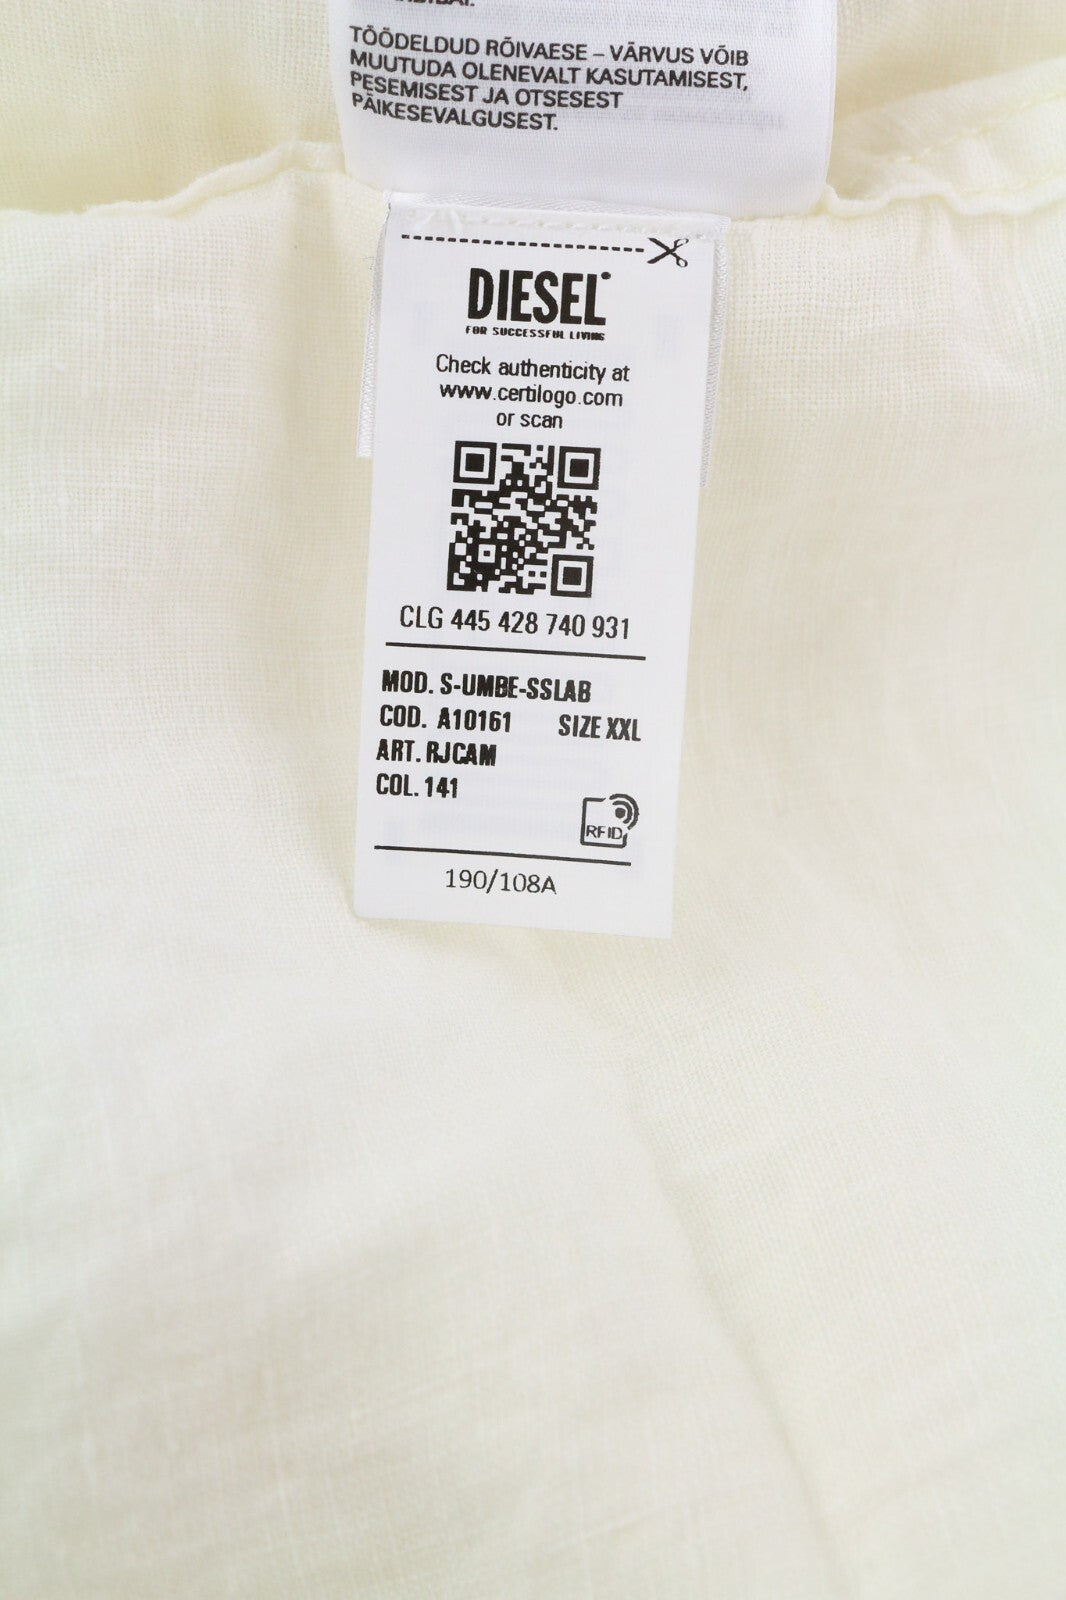 TÖÖDELDUD RÕIVAESE – VÄRVUS VÕIB
MUUTUDA OLENEVALT KASUTAMISEST,
PESEMISEST JA OTSESEST
PÄIKESEVALGUSEST.
DIESEL
FOR SUCCESSFUL LIVING
Check authenticity at
www.certilogo.com
or scan
CLG 445 428 740 931
MOD. S-UMBE-SSLAB
COD. A10161 SIZE XXL
ART. RJCAM
COL. 141
RFID
190/108A